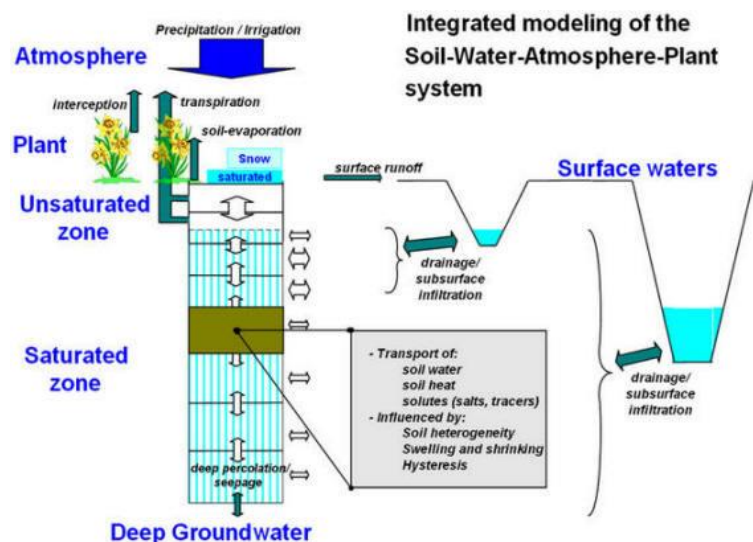 Integrated modeling of the
Soil-Water-Atmosphere-Plant
system
Precipitation / Irrigation
Atmosphere
interception
transpiration
Plant
soil-evaporation
Snow
saturated
surface runoff
Surface waters
Unsaturated
zone
drainage/
subsurface
infiltration
Saturated
zone
- Transport of:
soil water
soil heat
solutes (salts, tracers)
- Influenced by:
Soil heterogeneity
Swelling and shrinking
Hysteresis
drainage/
subsurface
infiltration
deep percolation/
seepage
Deep Groundwater